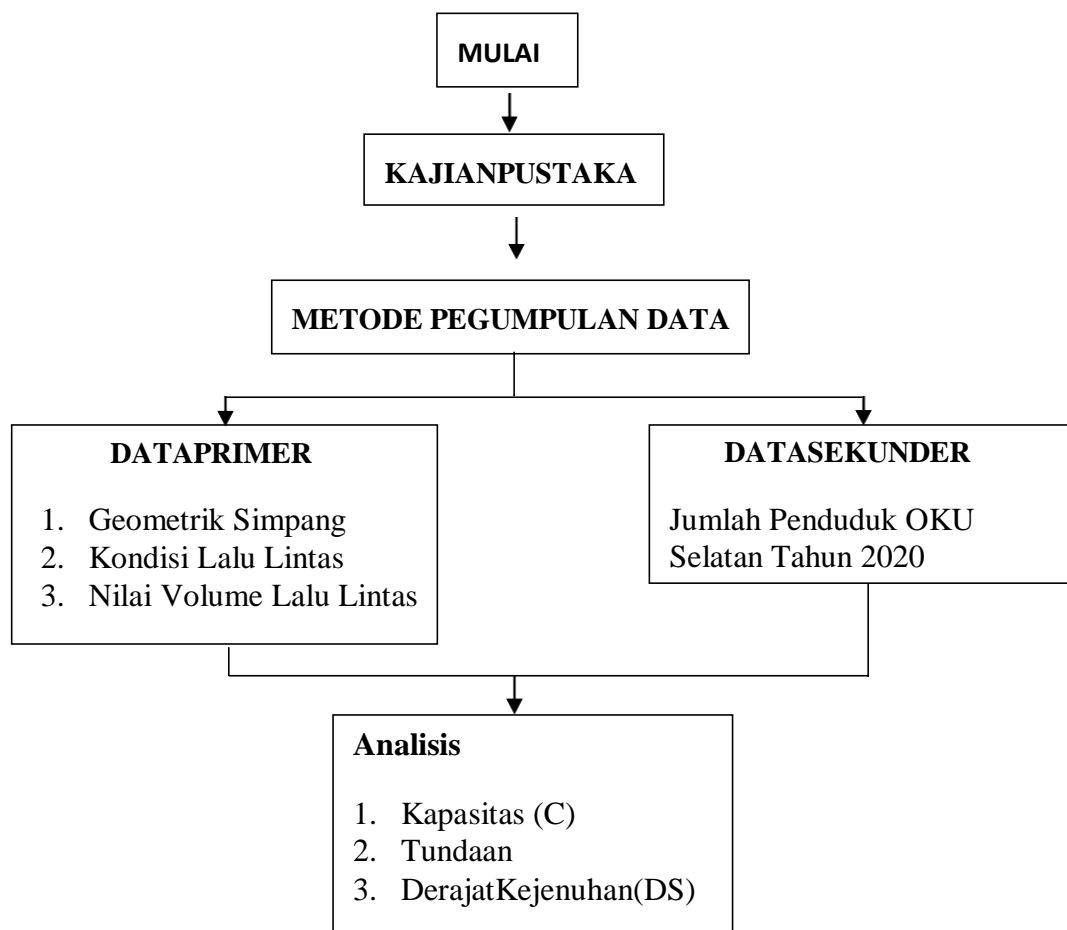 MULAI
KAJIANPUSTAKA
METODE PEGUMPULAN DATA
DATAPRIMER
1. Geometrik Simpang
2. Kondisi Lalu Lintas
3. Nilai Volume Lalu Lintas
DATASEKUNDER
Jumlah Penduduk OKU
Selatan Tahun 2020
Analisis
1. Kapasitas (C)
2. Tundaan
3. DerajatKejenuhan(DS)